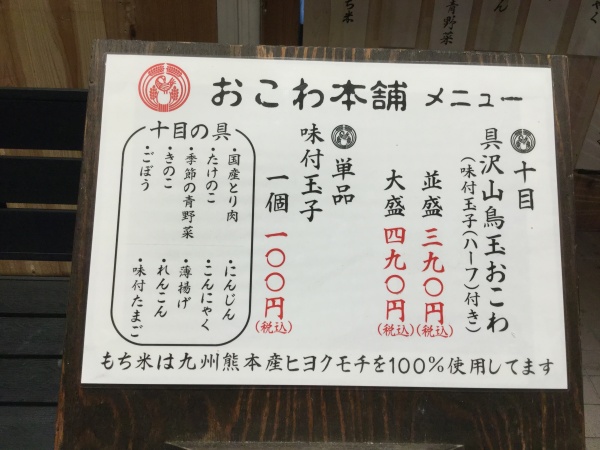 おこわ本舗 メニュー
十目
具沢山鳥玉おこわ
(味付玉子(ハーフ)付き)
並盛 三九〇円(税込)
大盛 四九〇円(税込)
単品
味付玉子
一個 一〇〇円(税込)
十目の具
・国産とり肉
・たけのこ
・季節の青野菜
・きのこ
・ごぼう
・にんじん
・こんにゃく
・薄揚げ
・れんこん
・味付たまご
もち米は九州熊本産ヒヨクモチを100%使用してます
青野菜
もち米